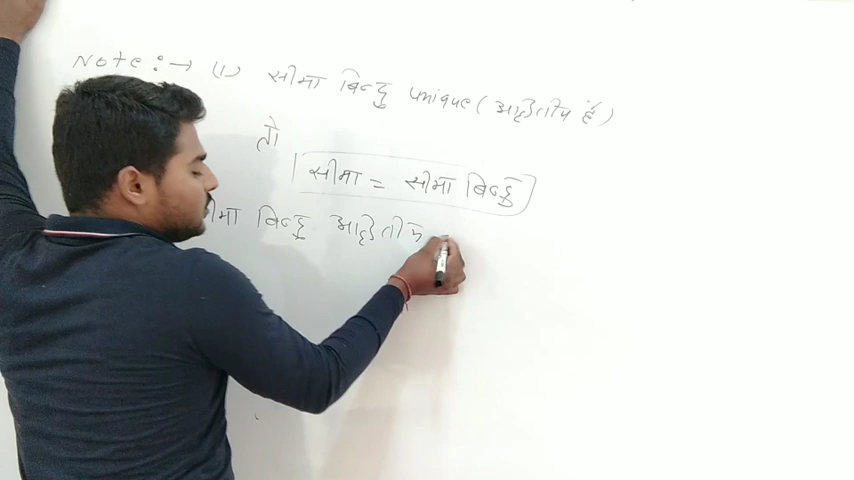 Note:→ (1) सीमा बिन्दु unique (अद्वितीय है)
तो
सीमा = सीमा बिन्दु
सीमा बिन्दु अद्वितीय